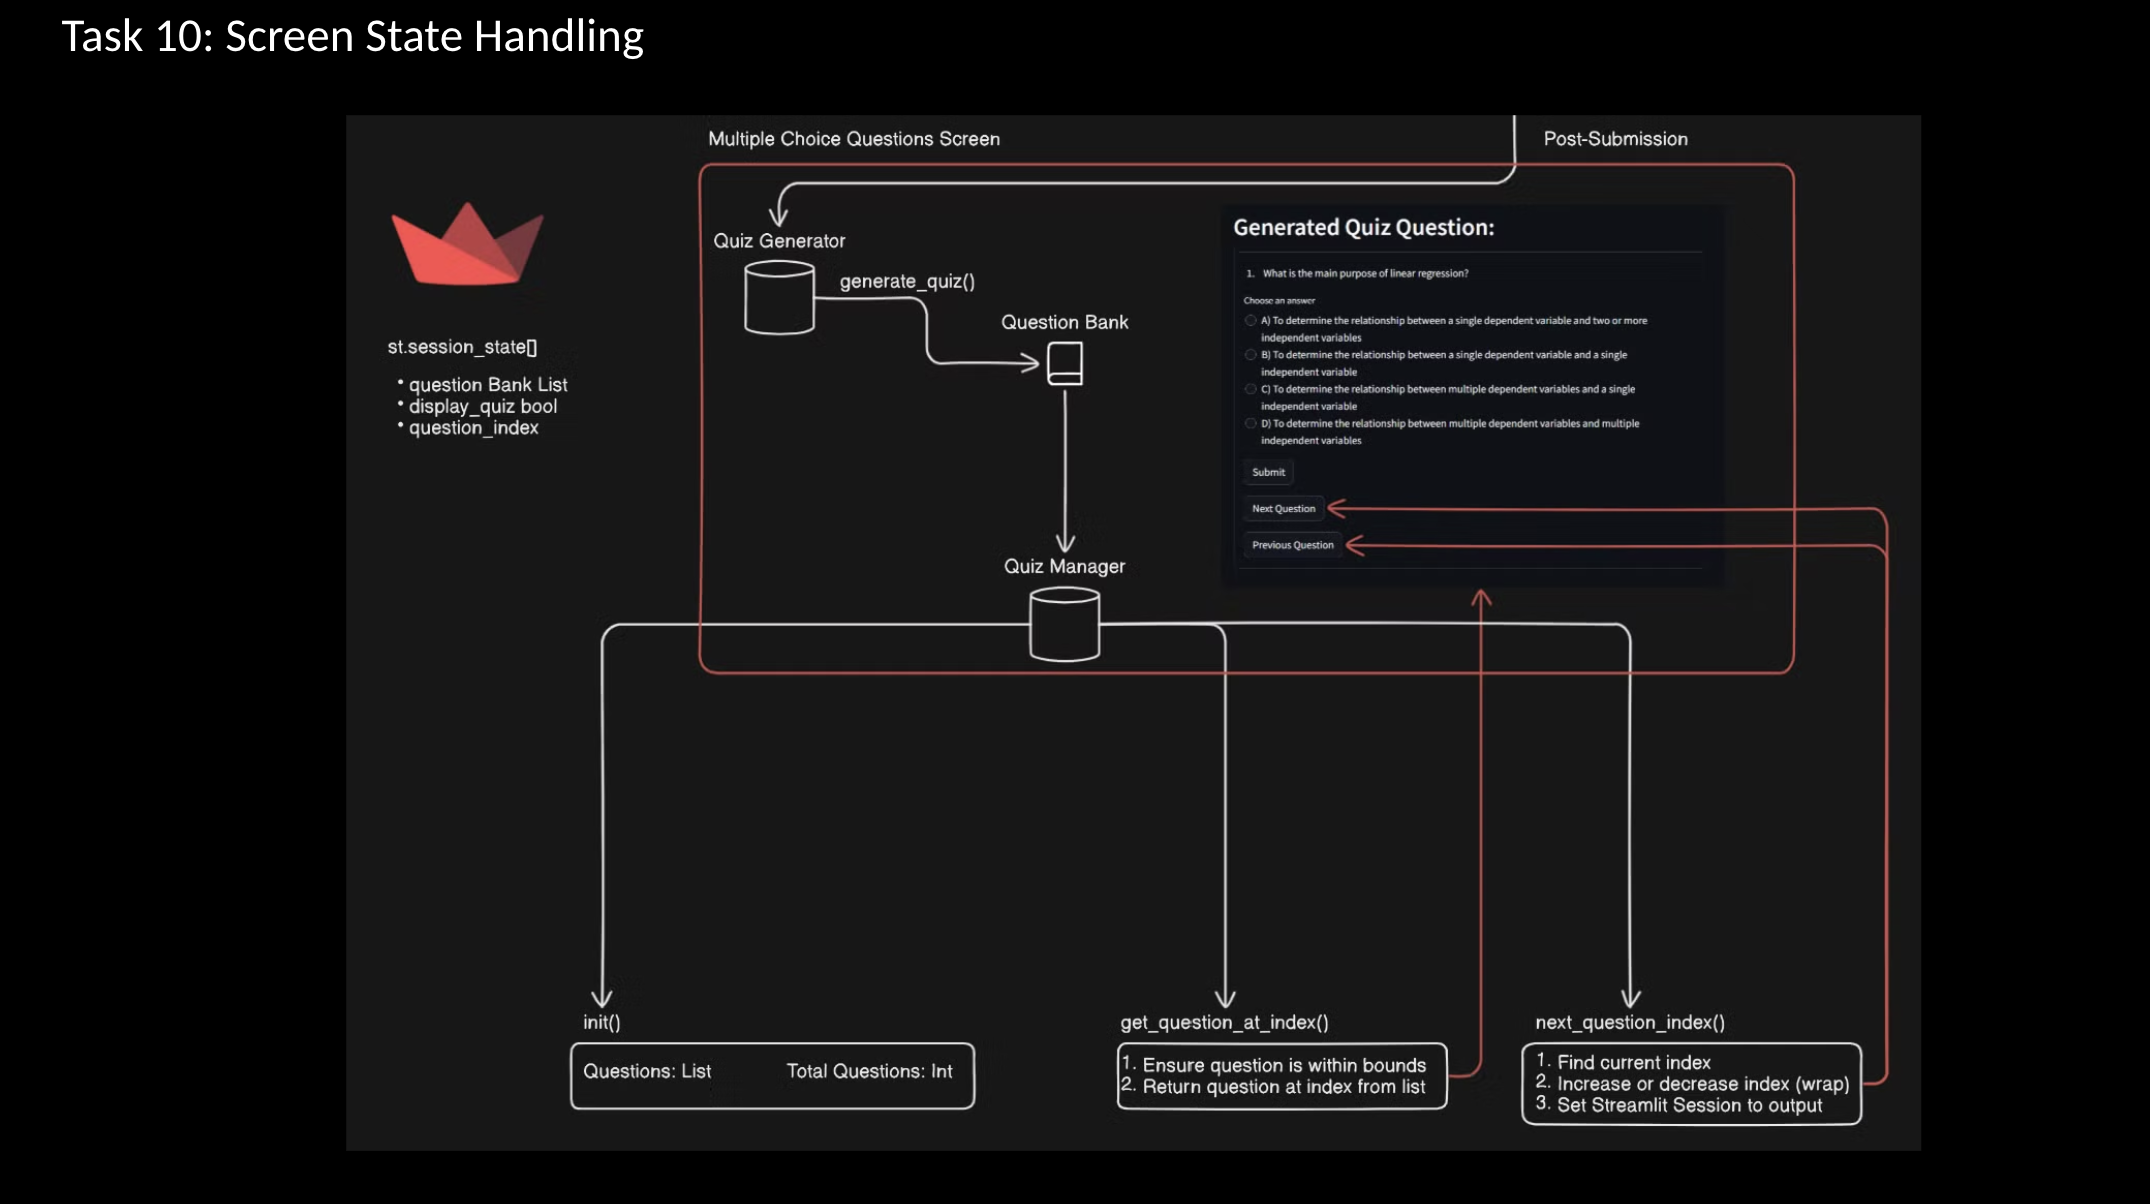 Task 10: Screen State Handling
Multiple Choice Questions Screen
Post-Submission
st.session_state[]
• question Bank List
• display_quiz bool
• question_index
Quiz Generator
generate_quiz()
Question Bank
Quiz Manager
Generated Quiz Question:
1. What is the main purpose of linear regression?
Choose an answer
A) To determine the relationship between a single dependent variable and two or more
independent variables
B) To determine the relationship between a single dependent variable and a single
independent variable
C) To determine the relationship between multiple dependent variables and a single
independent variable
D) To determine the relationship between multiple dependent variables and multiple
independent variables
Submit
Next Question
Previous Question
init()
Questions: List
Total Questions: Int
get_question_at_index()
1. Ensure question is within bounds
2. Return question at index from list
next_question_index()
1. Find current index
2. Increase or decrease index (wrap)
3. Set Streamlit Session to output